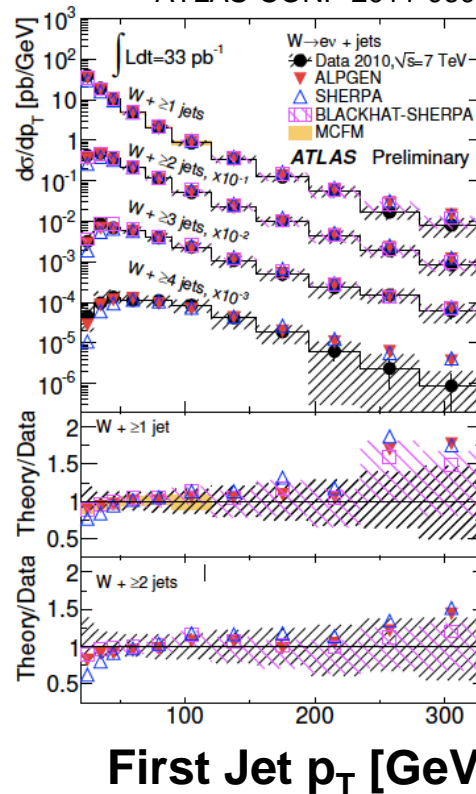 ∫Ldt=33 pb⁻¹
W→eν + jets
Data 2010,√s=7 TeV
ALPGEN
SHERPA
BLACKHAT-SHERPA
MCFM
ATLAS Preliminary
dσ/dp_T [pb/GeV]
10³
10²
10
1
10⁻¹
10⁻²
10⁻³
10⁻⁴
10⁻⁵
10⁻⁶
W + ≥1 jets
W + ≥2 jets, x10⁻¹
W + ≥3 jets, x10⁻²
W + ≥4 jets, x10⁻³
Theory/Data
2
1.5
1
0.5
W + ≥1 jet
Theory/Data
2
1.5
1
0.5
W + ≥2 jets
100 200 300
First Jet p_T [GeV